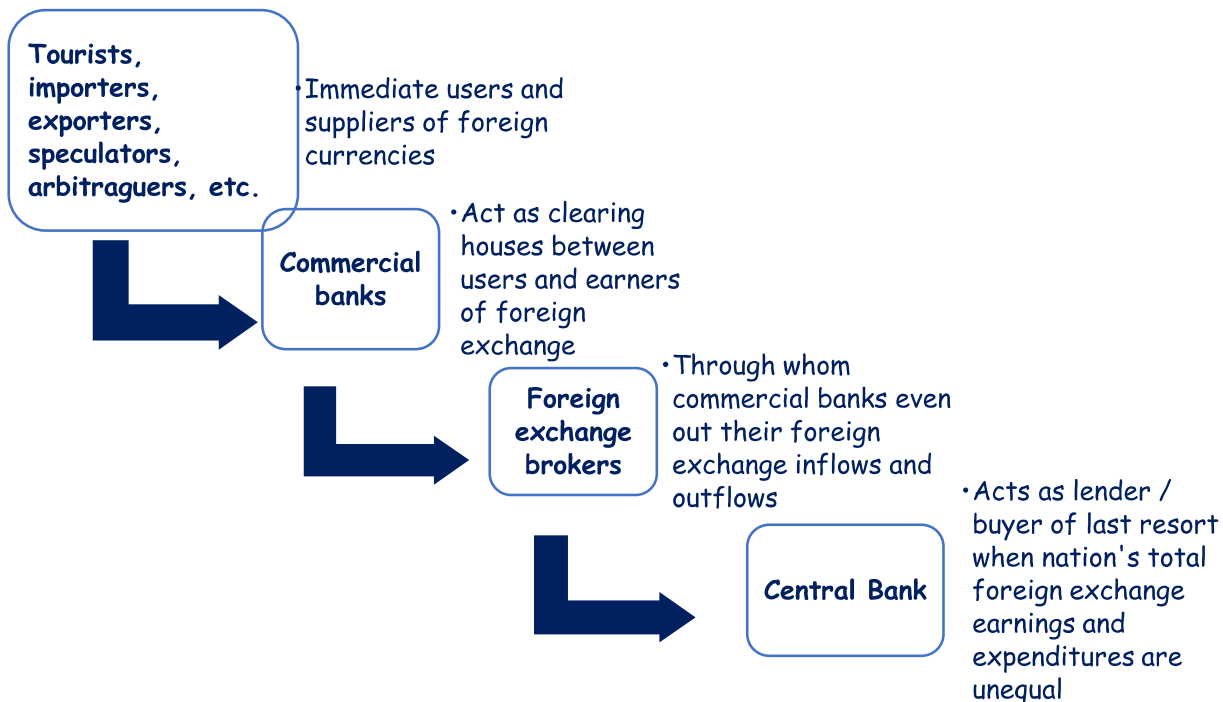 Tourists,
importers,
exporters,
speculators,
arbitraguers, etc.
•Immediate users and
suppliers of foreign
currencies
Commercial
banks
•Act as clearing
houses between
users and earners
of foreign
exchange
Foreign
exchange
brokers
•Through whom
commercial banks even
out their foreign
exchange inflows and
outflows
Central Bank
•Acts as lender /
buyer of last resort
when nation's total
foreign exchange
earnings and
expenditures are
unequal